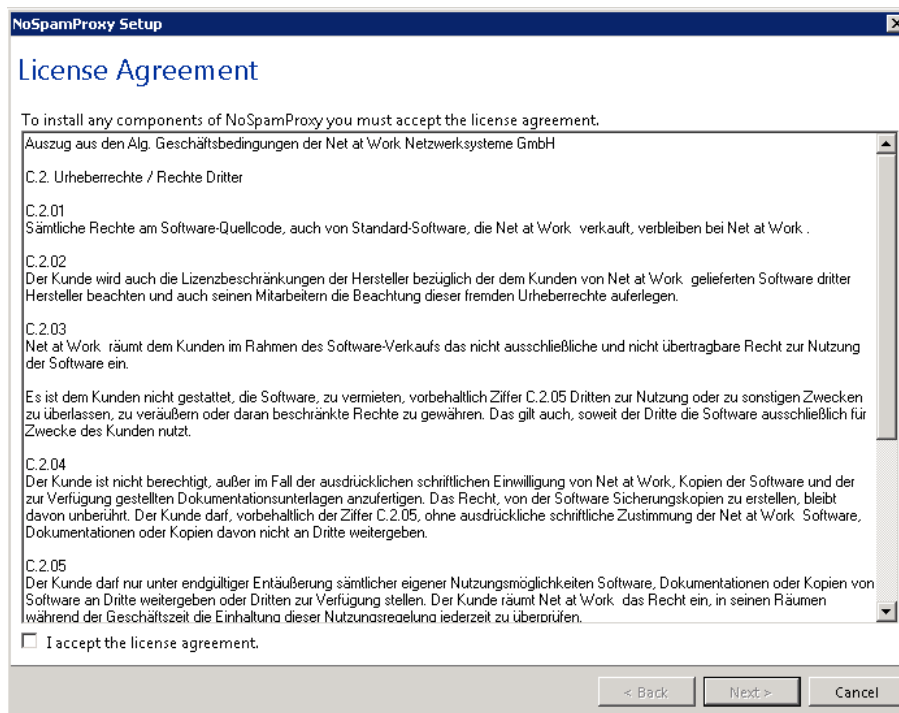 NoSpamProxy Setup
License Agreement
To install any components of NoSpamProxy you must accept the license agreement.
Auszug aus den Alg. Geschäftsbedingungen der Net at Work Netzwerksysteme GmbH
C.2. Urheberrechte / Rechte Dritter
C.2.01
Sämtliche Rechte am Software-Quellcode, auch von Standard-Software, die Net at Work verkauft, verbleiben bei Net at Work .
C.2.02
Der Kunde wird auch die Lizenzbeschränkungen der Hersteller bezüglich der dem Kunden von Net at Work gelieferten Software dritter
Hersteller beachten und auch seinen Mitarbeitern die Beachtung dieser fremden Urheberrechte auferlegen.
C.2.03
Net at Work räumt dem Kunden im Rahmen des Software-Verkaufs das nicht ausschließliche und nicht übertragbare Recht zur Nutzung
der Software ein.
Es ist dem Kunden nicht gestattet, die Software, zu vermieten, vorbehaltlich Ziffer C.2.05 Dritten zur Nutzung oder zu sonstigen Zwecken
zu überlassen, zu veräußern oder daran beschränkte Rechte zu gewähren. Das gilt auch, soweit der Dritte die Software ausschließlich für
Zwecke des Kunden nutzt.
C.2.04
Der Kunde ist nicht berechtigt, außer im Fall der ausdrücklichen schriftlichen Einwilligung von Net at Work, Kopien der Software und der
zur Verfügung gestellten Dokumentationsunterlagen anzufertigen. Das Recht, von der Software Sicherungskopien zu erstellen, bleibt
davon unberührt. Der Kunde darf, vorbehaltlich der Ziffer C.2.05, ohne ausdrückliche schriftliche Zustimmung der Net at Work Software,
Dokumentationen oder Kopien davon nicht an Dritte weitergeben.
C.2.05
Der Kunde darf nur unter endgültiger Entäußerung sämtlicher eigener Nutzungsmöglichkeiten Software, Dokumentationen oder Kopien von
Software an Dritte weitergeben oder Dritten zur Verfügung stellen. Der Kunde räumt Net at Work das Recht ein, in seinen Räumen
während der Geschäftszeit die Einhaltung dieser Nutzungsregelung jederzeit zu überprüfen.
I accept the license agreement.
< Back
Next >
Cancel